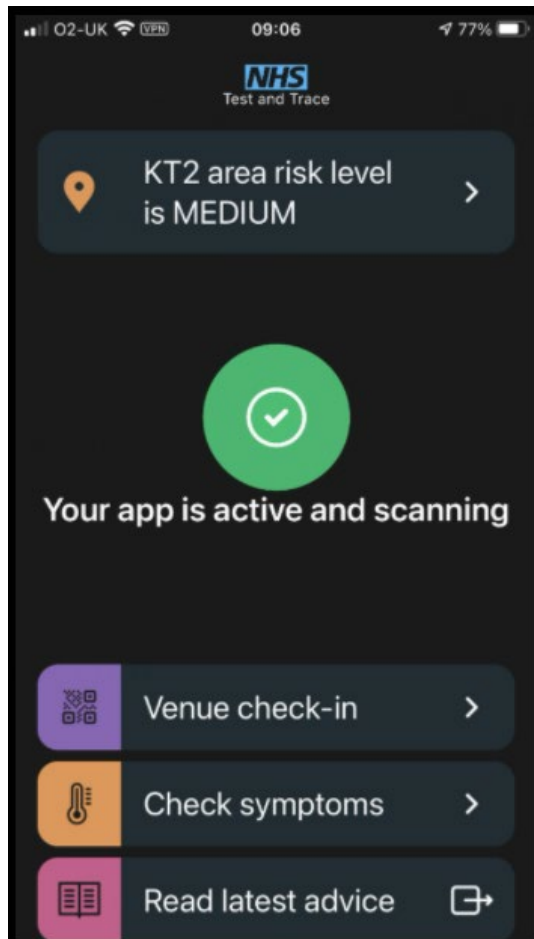 O2-UK VPN 09:06 77%
NHS
Test and Trace
KT2 area risk level
is MEDIUM
Your app is active and scanning
Venue check-in
Check symptoms
Read latest advice